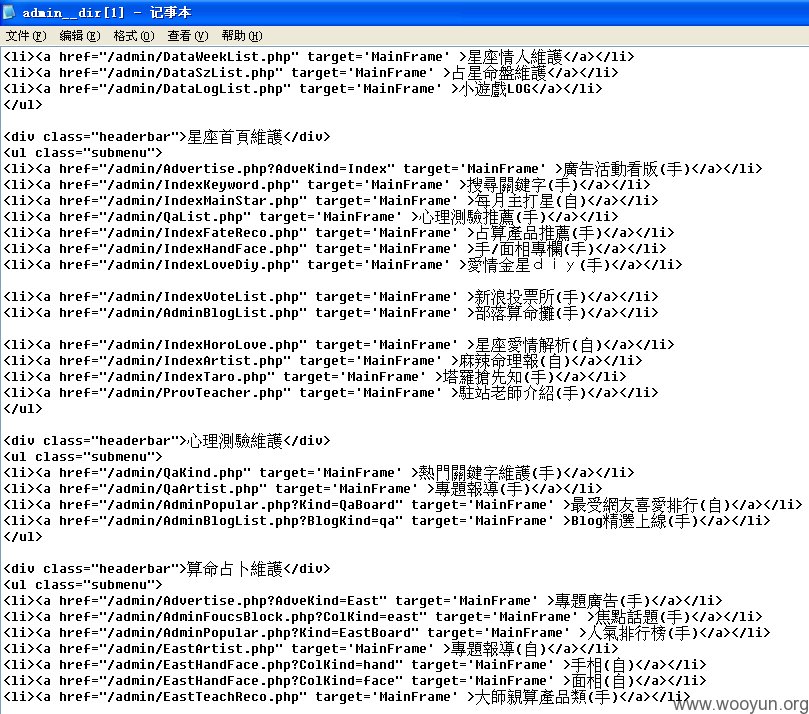 admin__dir[1] - 记事本
文件(F) 编辑(E) 格式(O) 查看(V) 帮助(H)
<li><a href="/admin/DataWeekList.php" target='MainFrame' >星座情人維護</a></li>
<li><a href="/admin/DataSzList.php" target='MainFrame' >占星命盤維護</a></li>
<li><a href="/admin/DataLogList.php" target='MainFrame' >小遊戲LOG</a></li>
</ul>
<div class="headerbar">星座首頁維護</div>
<ul class="submenu">
<li><a href="/admin/Advertise.php?AdveKind=Index" target='MainFrame' >廣告活動看版(手)</a></li>
<li><a href="/admin/IndexKeyword.php" target='MainFrame' >搜尋關鍵字(手)</a></li>
<li><a href="/admin/IndexMainStar.php" target='MainFrame' >每月主打星(自)</a></li>
<li><a href="/admin/QaList.php" target='MainFrame' >心理測驗推薦(手)</a></li>
<li><a href="/admin/IndexFateReco.php" target='MainFrame' >占算產品推薦(手)</a></li>
<li><a href="/admin/IndexHandFace.php" target='MainFrame' >手/面相專欄(手)</a></li>
<li><a href="/admin/IndexLoveDiy.php" target='MainFrame' >愛情金星ｄｉｙ(手)</a></li>
<li><a href="/admin/IndexVoteList.php" target='MainFrame' >新浪投票所(手)</a></li>
<li><a href="/admin/AdminBlogList.php" target='MainFrame' >部落算命攤(手)</a></li>
<li><a href="/admin/IndexHoroLove.php" target='MainFrame' >星座愛情解析(自)</a></li>
<li><a href="/admin/IndexArtist.php" target='MainFrame' >麻辣命理報(自)</a></li>
<li><a href="/admin/IndexTaro.php" target='MainFrame' >塔羅搶先知(手)</a></li>
<li><a href="/admin/ProvTeacher.php" target='MainFrame' >駐站老師介紹(手)</a></li>
</ul>
<div class="headerbar">心理測驗維護</div>
<ul class="submenu">
<li><a href="/admin/QaKind.php" target='MainFrame' >熱門關鍵字維護(手)</a></li>
<li><a href="/admin/QaArtist.php" target='MainFrame' >專題報導(手)</a></li>
<li><a href="/admin/AdminPopular.php?Kind=QaBoard" target='MainFrame' >最受網友喜愛排行(自)</a></li>
<li><a href="/admin/AdminBlogList.php?BlogKind=qa" target='MainFrame' >Blog精選上線(手)</a></li>
</ul>
<div class="headerbar">算命占卜維護</div>
<ul class="submenu">
<li><a href="/admin/Advertise.php?AdveKind=East" target='MainFrame' >專題廣告(手)</a></li>
<li><a href="/admin/AdminFoucsBlock.php?ColKind=east" target='MainFrame' >焦點話題(手)</a></li>
<li><a href="/admin/AdminPopular.php?Kind=EastBoard" target='MainFrame' >人氣排行榜(手)</a></li>
<li><a href="/admin/EastArtist.php" target='MainFrame' >專題報導(自)</a></li>
<li><a href="/admin/EastHandFace.php?ColKind=hand" target='MainFrame' >手相(自)</a></li>
<li><a href="/admin/EastHandFace.php?ColKind=face" target='MainFrame' >面相(自)</a></li>
<li><a href="/admin/EastTeachReco.php" target='MainFrame' >大師親算產品類(手)</a></li>
www.wooyun.org